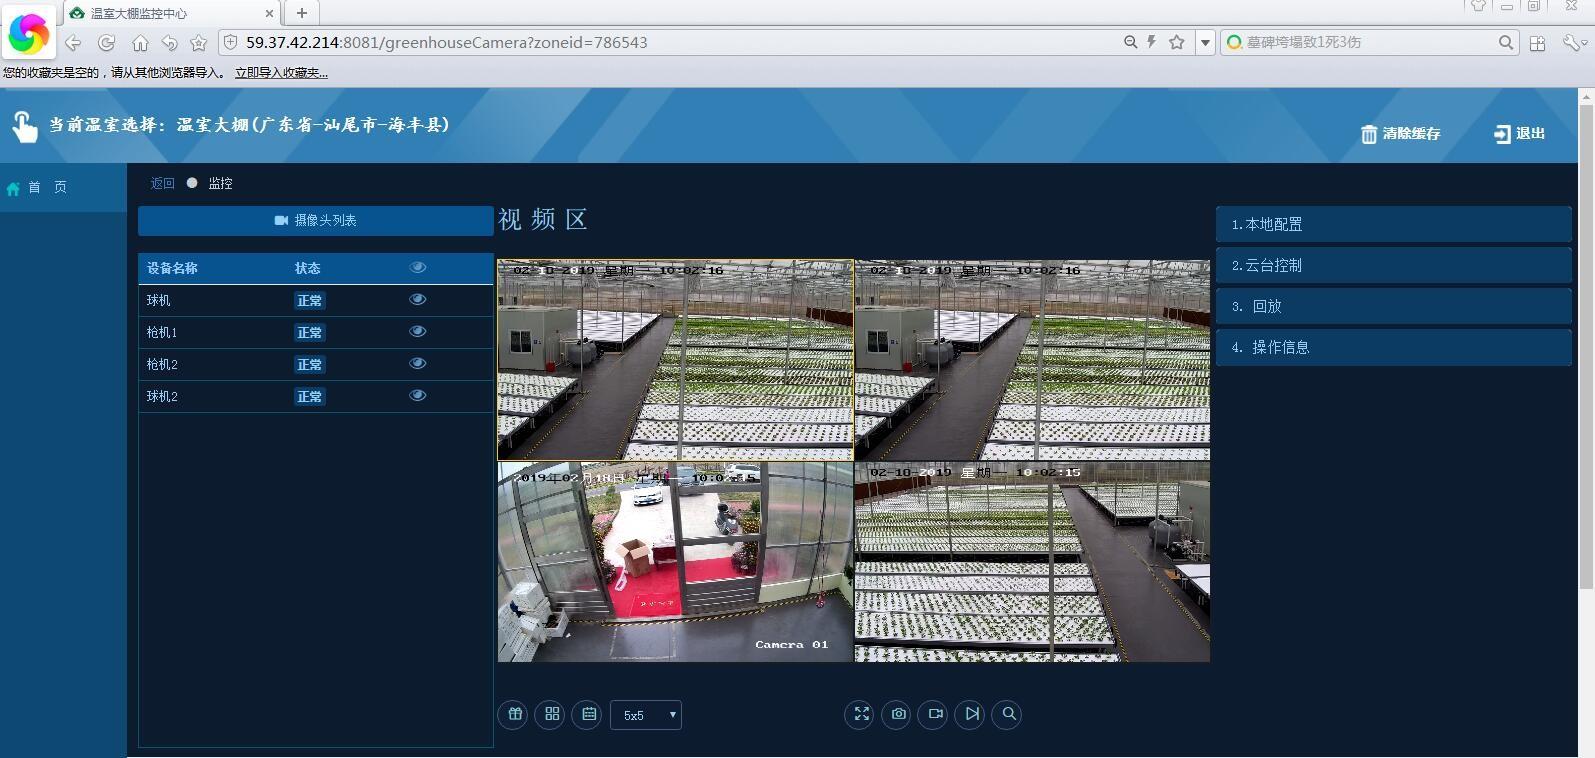 温室大棚监控中心
59.37.42.214:8081/greenhouseCamera?zoneid=786543
墓碑垮塌致1死3伤
您的收藏夹是空的，请从其他浏览器导入。 立即导入收藏夹...
当前温室选择：温室大棚(广东省-汕尾市-海丰县)
清除缓存
退出
首 页
返回 ● 监控
摄像头列表
设备名称 状态
球机 正常
枪机1 正常
枪机2 正常
球机2 正常
视频区
02-18-2019 星期一 10:02:16
02-18-2019 星期一 10:02:16
2019年02月18日 星期一 10:02:15
Camera 01
02-18-2019 星期一 10:02:15
5x5
1.本地配置
2.云台控制
3. 回放
4. 操作信息